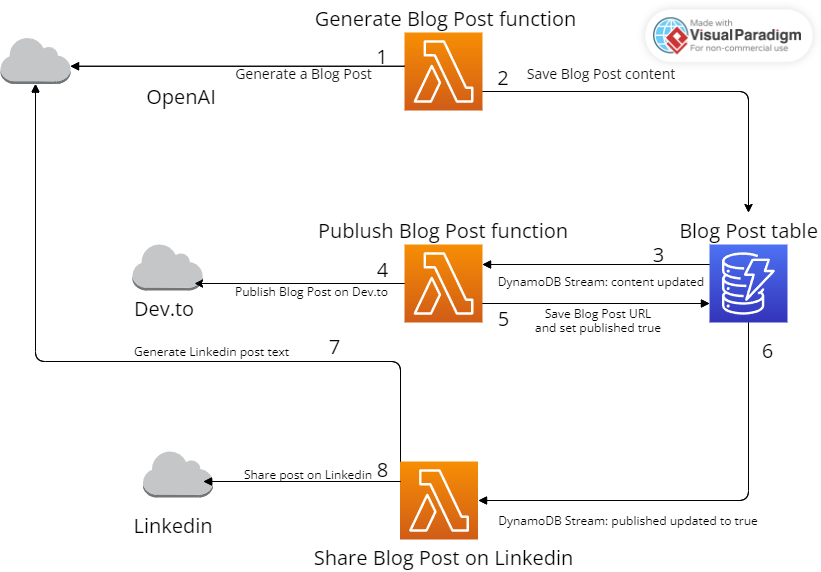 Generate Blog Post function
Made with
Visual Paradigm
For non-commercial use
1
Generate a Blog Post
2
Save Blog Post content
OpenAI
Publush Blog Post function
Blog Post table
3
DynamoDB Stream: content updated
4
Publish Blog Post on Dev.to
Dev.to
5
Save Blog Post URL
and set published true
7
Generate Linkedin post text
6
8
Share post on Linkedin
Linkedin
DynamoDB Stream: published updated to true
Share Blog Post on Linkedin